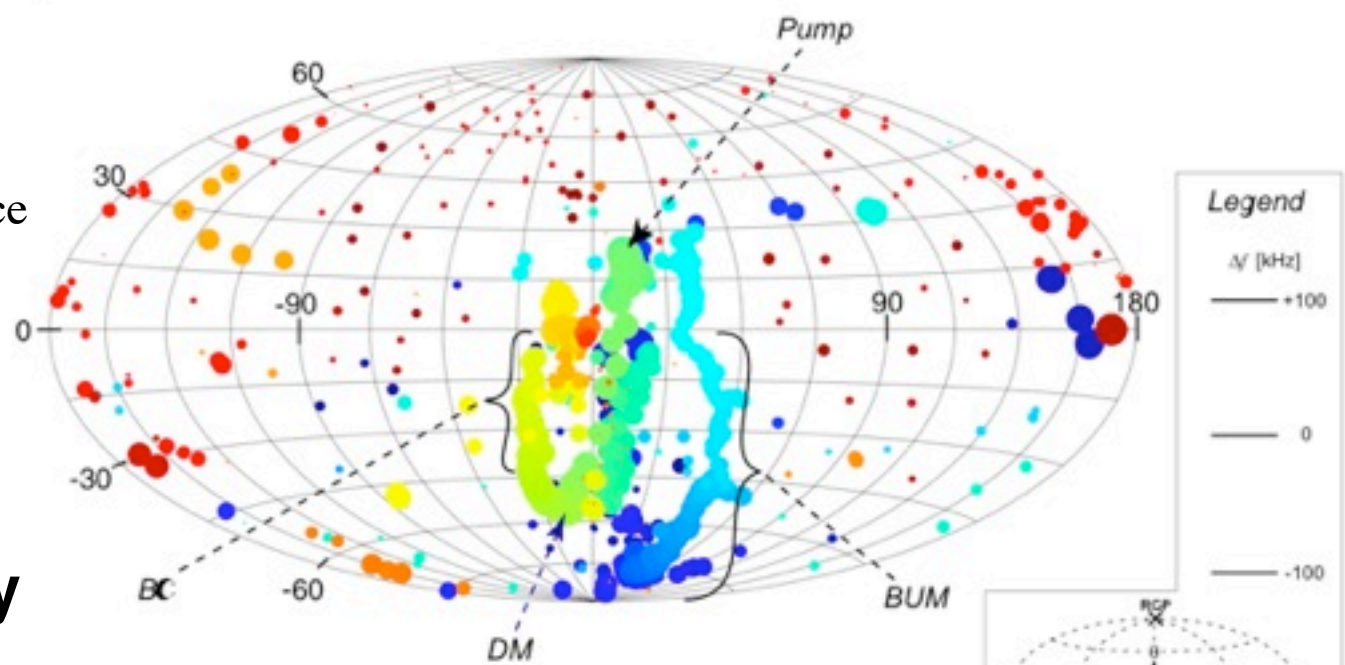 Pump
60
30
ce
Legend
Δν [kHz]
+100
-90
90
180
0
0
-30
-100
y
BC
-60
BUM
DM
RCP
θ